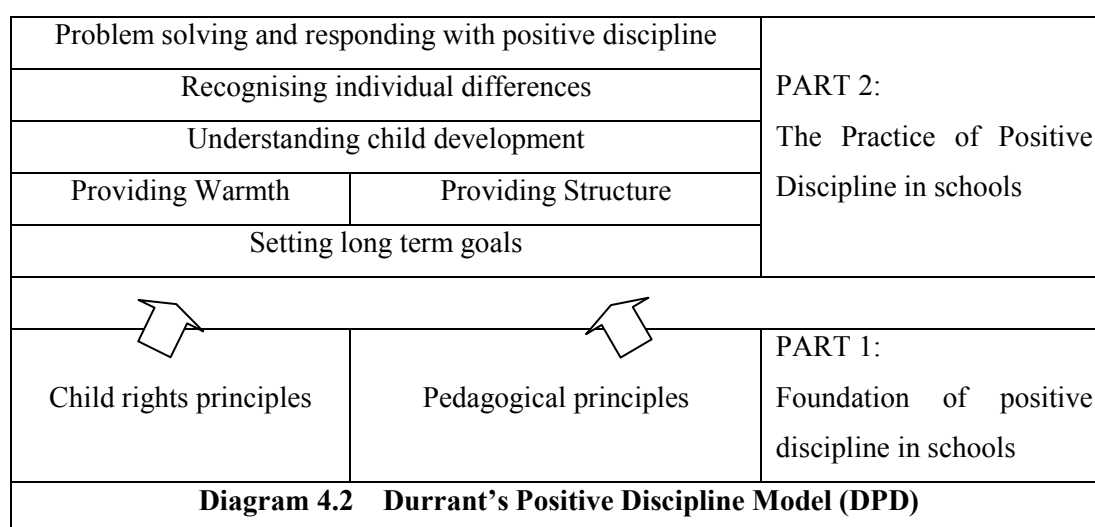 Problem solving and responding with positive discipline
Recognising individual differences
Understanding child development
Providing Warmth
Providing Structure
Setting long term goals
PART 2:
The Practice of Positive
Discipline in schools
Child rights principles
Pedagogical principles
PART 1:
Foundation of positive
discipline in schools
Diagram 4.2 Durrant's Positive Discipline Model (DPD)